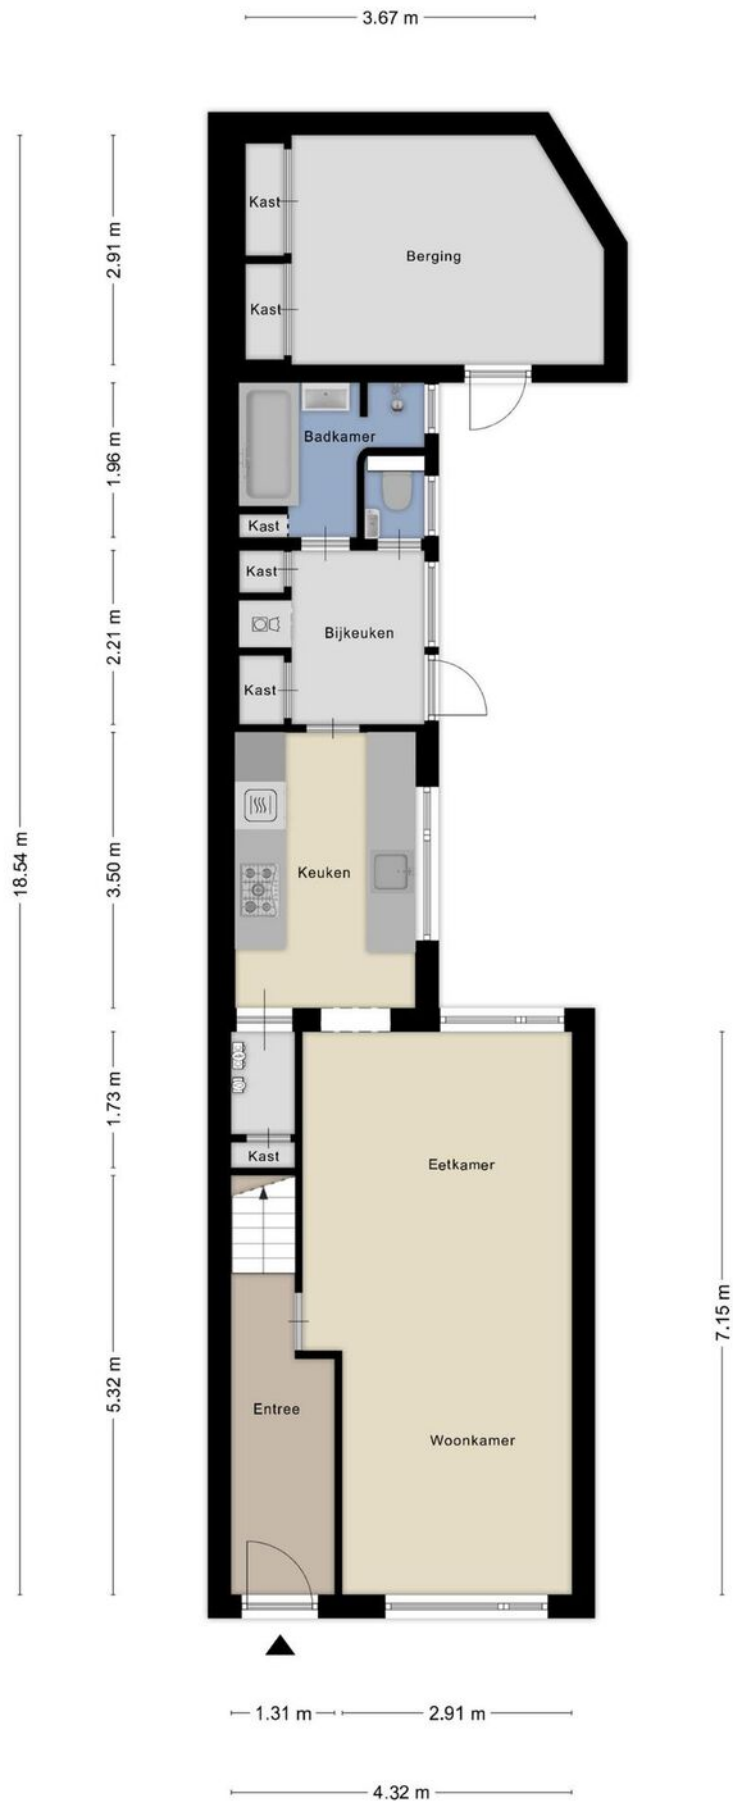 3.67 m
Kast
Berging
Kast
2.91 m
Badkamer
1.96 m
Kast
Kast
Bijkeuken
2.21 m
Kast
18.54 m
3.50 m
Keuken
1.73 m
Kast
Eetkamer
7.15 m
5.32 m
Entree
Woonkamer
1.31 m
2.91 m
4.32 m